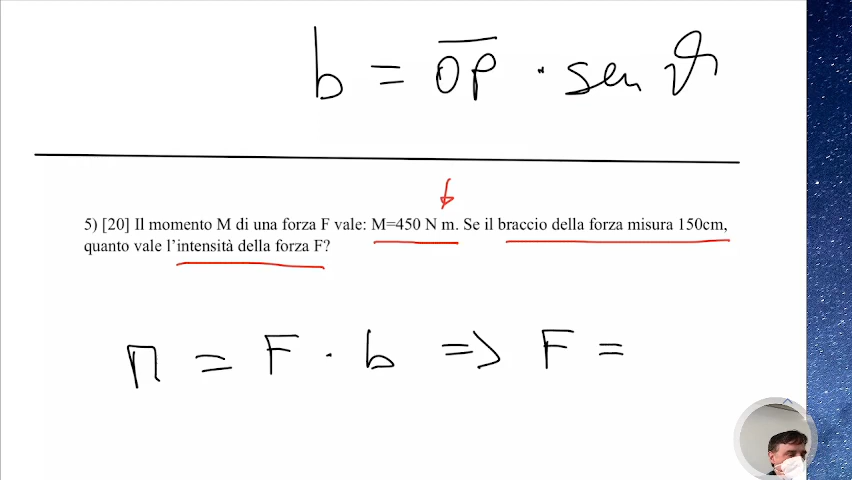 b = OP · sen ϑ
5) [20] Il momento M di una forza F vale: M=450 N m. Se il braccio della forza misura 150cm,
quanto vale l'intensità della forza F?
M = F · b => F =